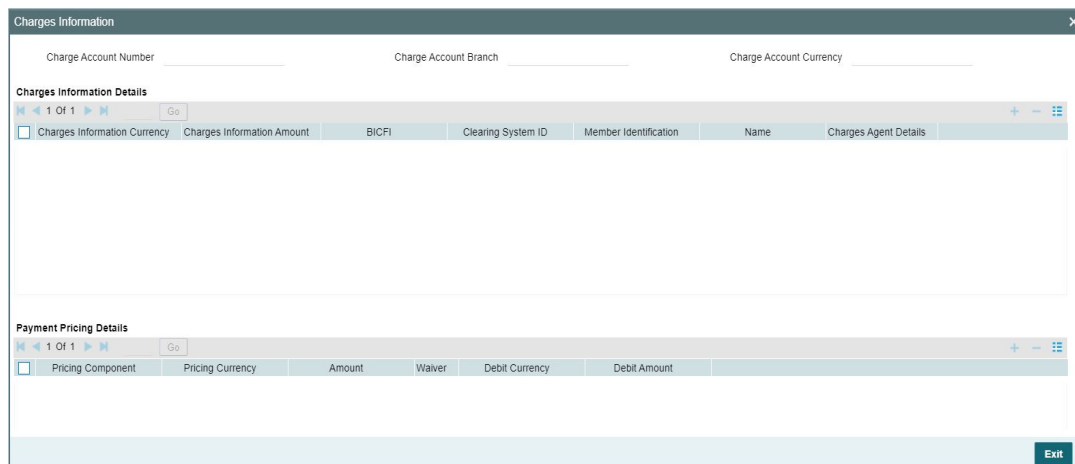 Charges Information
Charge Account Number Charge Account Branch Charge Account Currency
Charges Information Details
1 Of 1 Go
Charges Information Currency Charges Information Amount BICFI Clearing System ID Member Identification Name Charges Agent Details
Payment Pricing Details
1 Of 1 Go
Pricing Component Pricing Currency Amount Waiver Debit Currency Debit Amount
Exit